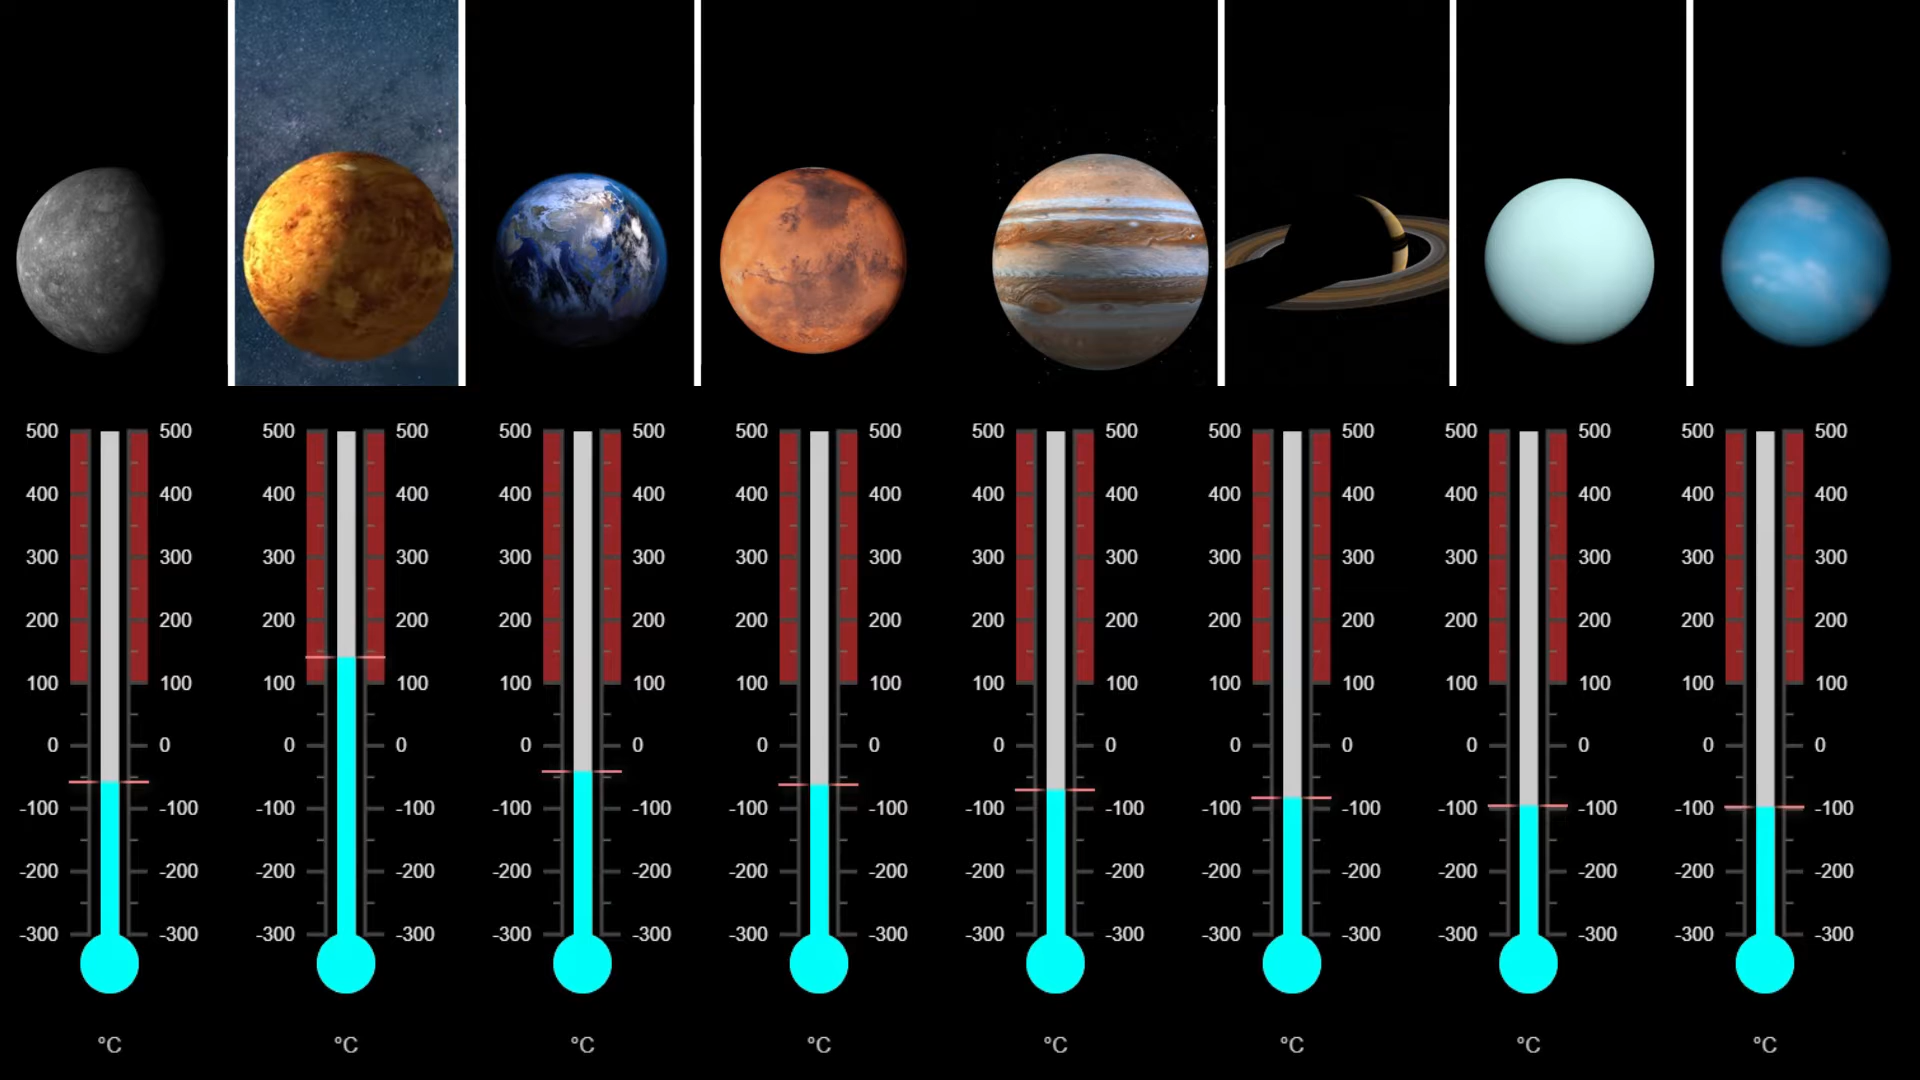 500 500 500 500 500 500 500 500 500 500 500 500 500 500 500 500
400 400 400 400 400 400 400 400 400 400 400 400 400 400 400 400
300 300 300 300 300 300 300 300 300 300 300 300 300 300 300 300
200 200 200 200 200 200 200 200 200 200 200 200 200 200 200 200
100 100 100 100 100 100 100 100 100 100 100 100 100 100 100 100
0 0 0 0 0 0 0 0 0 0 0 0 0 0 0 0
-100 -100 -100 -100 -100 -100 -100 -100 -100 -100 -100 -100 -100 -100 -100 -100
-200 -200 -200 -200 -200 -200 -200 -200 -200 -200 -200 -200 -200 -200 -200 -200
-300 -300 -300 -300 -300 -300 -300 -300 -300 -300 -300 -300 -300 -300 -300 -300
°C °C °C °C °C °C °C °C